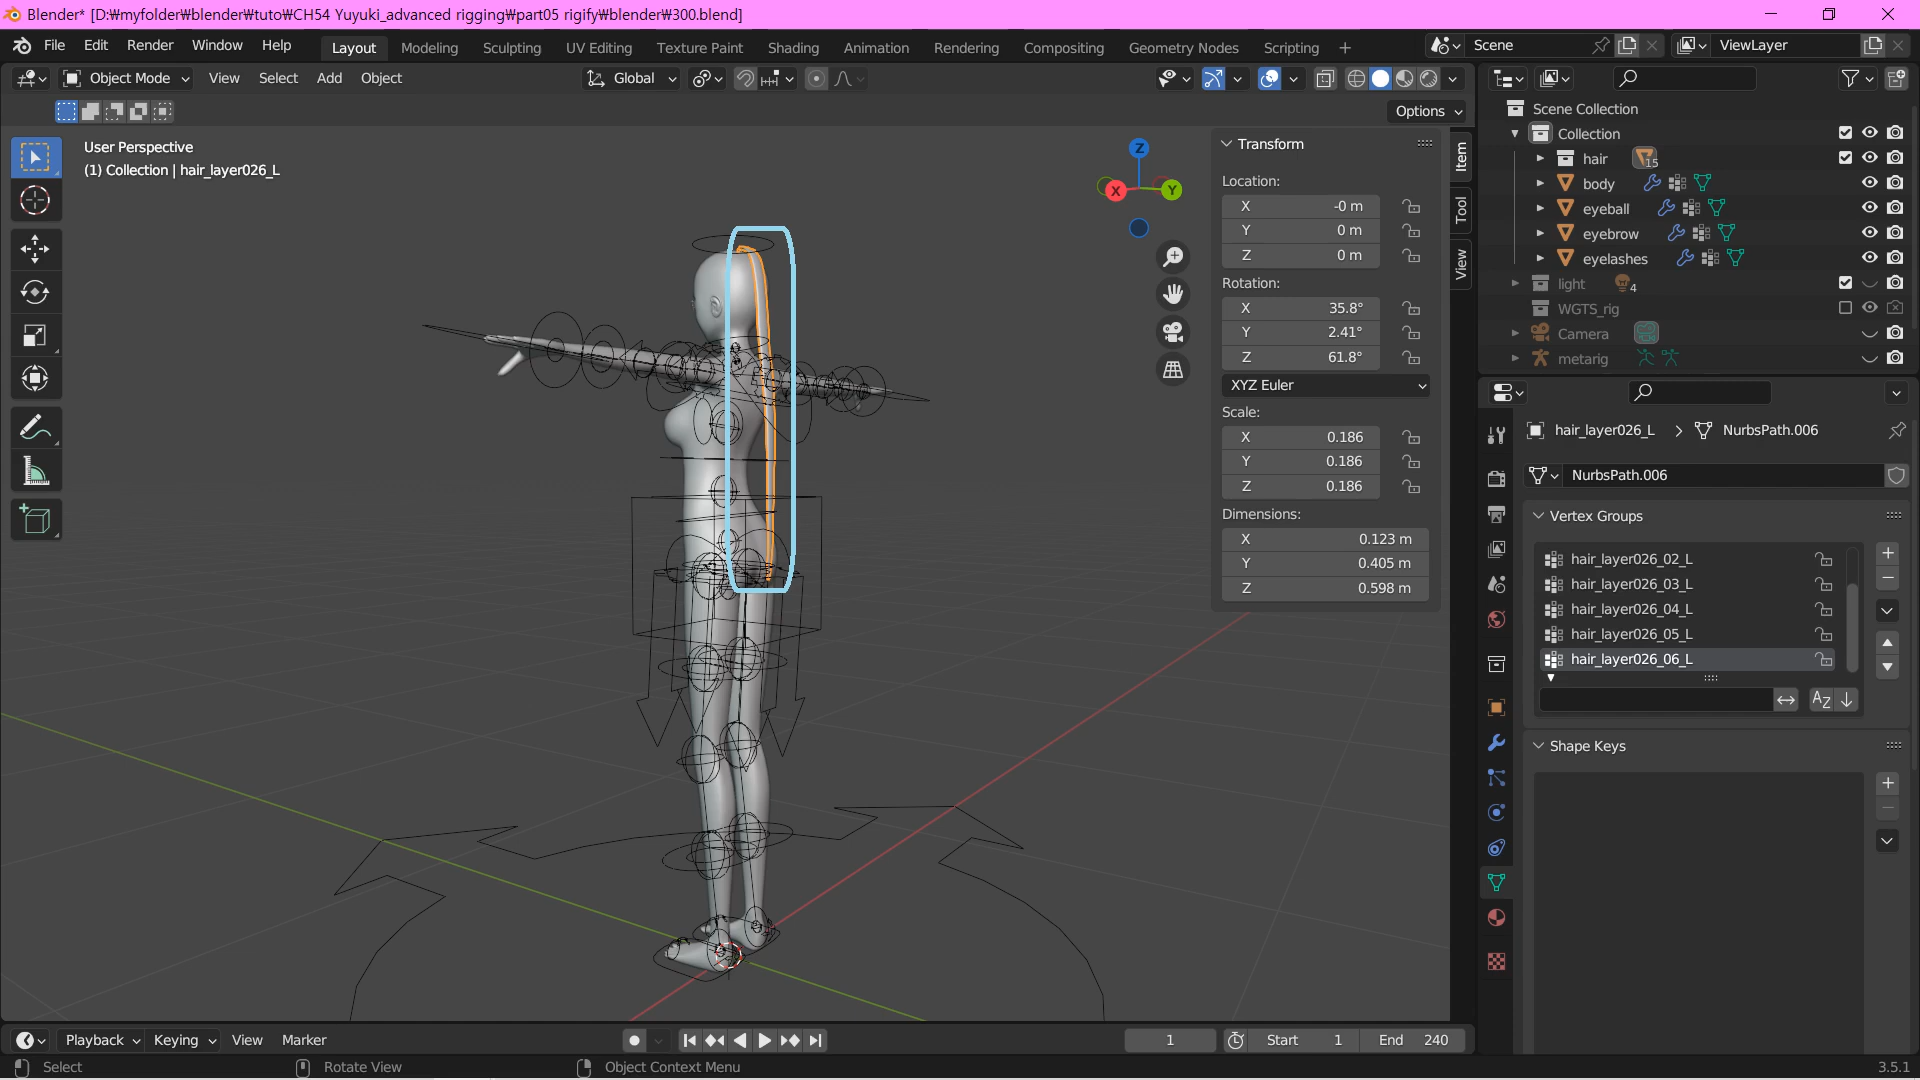 Blender* [D:₩myfolder₩blender₩tuto₩CH54 Yuyuki_advanced rigging₩part05 rigify₩blender₩300.blend]
File Edit Render Window Help
Layout Modeling Sculpting UV Editing Texture Paint Shading Animation Rendering Compositing Geometry Nodes Scripting +
Scene
ViewLayer
Object Mode View Select Add Object
Global
Options
User Perspective
(1) Collection | hair_layer026_L
Z
X
Y
Transform
Location:
X -0 m
Y 0 m
Z 0 m
Rotation:
X 35.8°
Y 2.41°
Z 61.8°
XYZ Euler
Scale:
X 0.186
Y 0.186
Z 0.186
Dimensions:
X 0.123 m
Y 0.405 m
Z 0.598 m
Item
Tool
View
Scene Collection
Collection
hair 15
body
eyeball
eyebrow
eyelashes
light 4
WGTS_rig
Camera
metarig
hair_layer026_L > NurbsPath.006
NurbsPath.006
Vertex Groups
hair_layer026_02_L
hair_layer026_03_L
hair_layer026_04_L
hair_layer026_05_L
hair_layer026_06_L
AZ
Shape Keys
Playback Keying View Marker
1
Start 1
End 240
Select
Rotate View
Object Context Menu
3.5.1